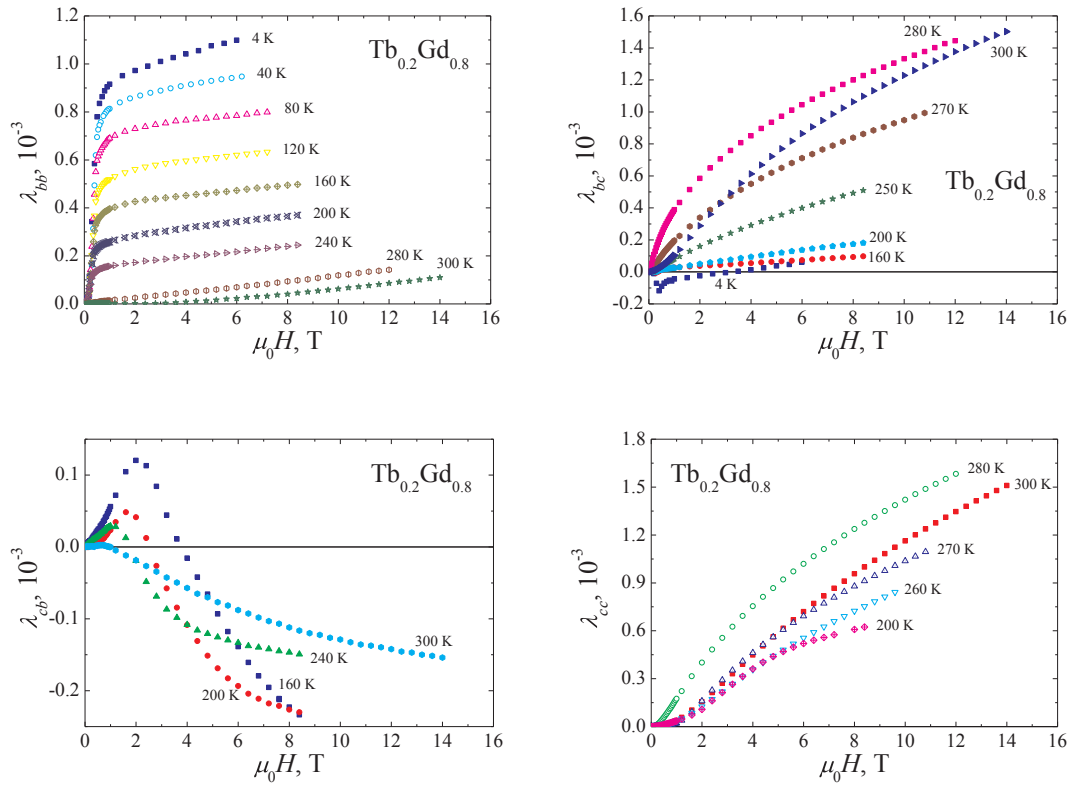 Tb0.2Gd0.8
λbb, 10-3
1.1
1.0
0.8
0.6
0.4
0.2
0.0
4 K
40 K
80 K
120 K
160 K
200 K
240 K
280 K
300 K
0 2 4 6 8 10 12 14 16
μ0H, T
Tb0.2Gd0.8
λbc, 10-3
1.6
1.4
1.2
1.0
0.8
0.6
0.4
0.2
0.0
-0.2
280 K
300 K
270 K
250 K
200 K
160 K
4 K
0 2 4 6 8 10 12 14 16
μ0H, T
Tb0.2Gd0.8
λcb, 10-3
0.1
0.0
-0.1
-0.2
300 K
240 K
200 K
160 K
0 2 4 6 8 10 12 14 16
μ0H, T
Tb0.2Gd0.8
λcc, 10-3
1.8
1.5
1.2
0.9
0.6
0.3
0.0
280 K
300 K
270 K
260 K
200 K
0 2 4 6 8 10 12 14 16
μ0H, T